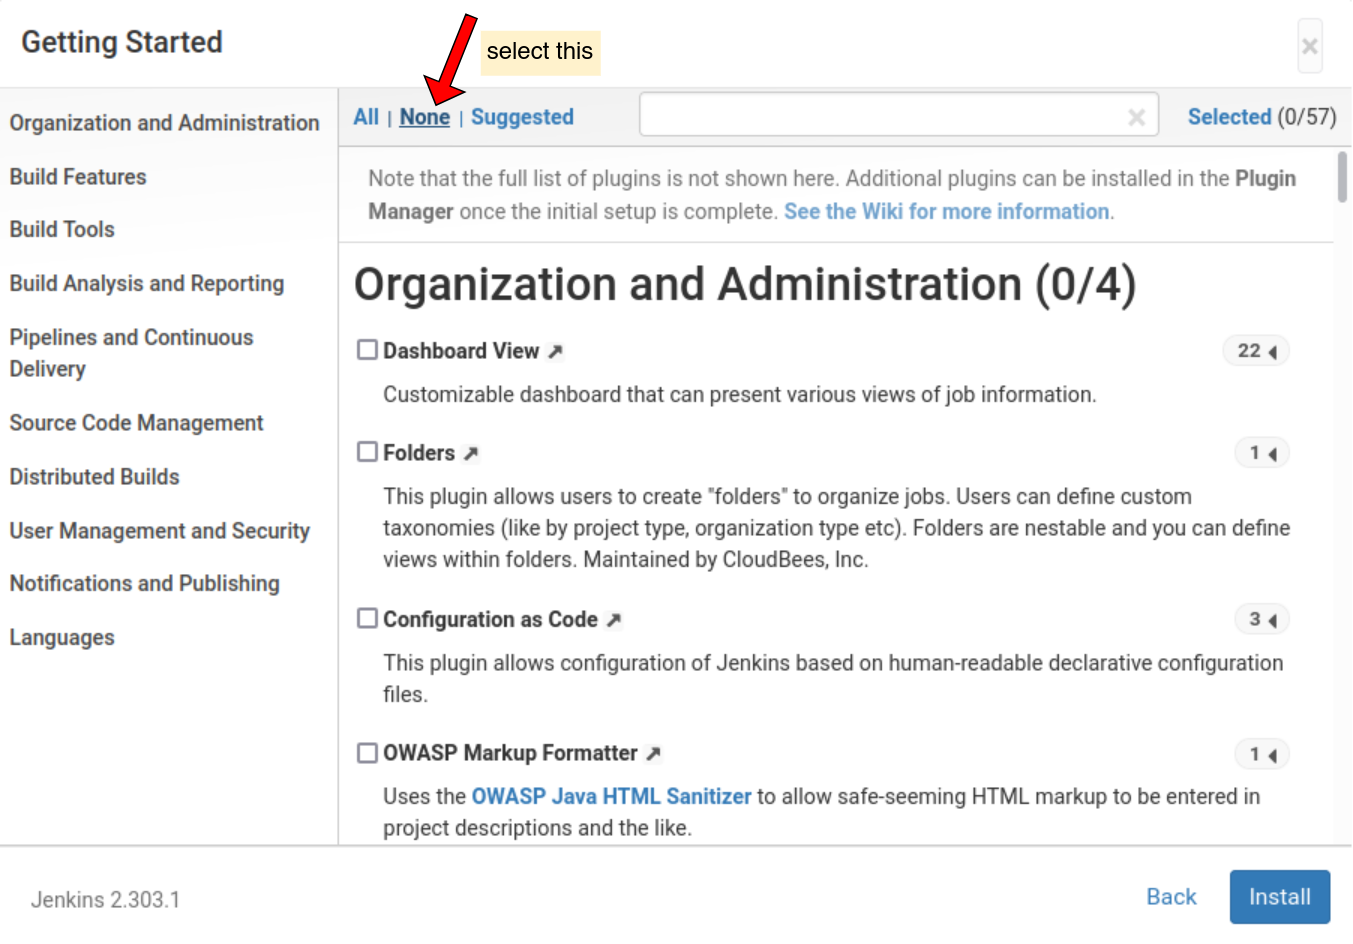 Getting Started
select this
×
Organization and Administration
Build Features
Build Tools
Build Analysis and Reporting
Pipelines and Continuous
Delivery
Source Code Management
Distributed Builds
User Management and Security
Notifications and Publishing
Languages
All | None | Suggested
×
Selected (0/57)
Note that the full list of plugins is not shown here. Additional plugins can be installed in the Plugin
Manager once the initial setup is complete. See the Wiki for more information.
Organization and Administration (0/4)
Dashboard View
22
Customizable dashboard that can present various views of job information.
Folders
1
This plugin allows users to create "folders" to organize jobs. Users can define custom
taxonomies (like by project type, organization type etc). Folders are nestable and you can define
views within folders. Maintained by CloudBees, Inc.
Configuration as Code
3
This plugin allows configuration of Jenkins based on human-readable declarative configuration
files.
OWASP Markup Formatter
1
Uses the OWASP Java HTML Sanitizer to allow safe-seeming HTML markup to be entered in
project descriptions and the like.
Jenkins 2.303.1
Back
Install